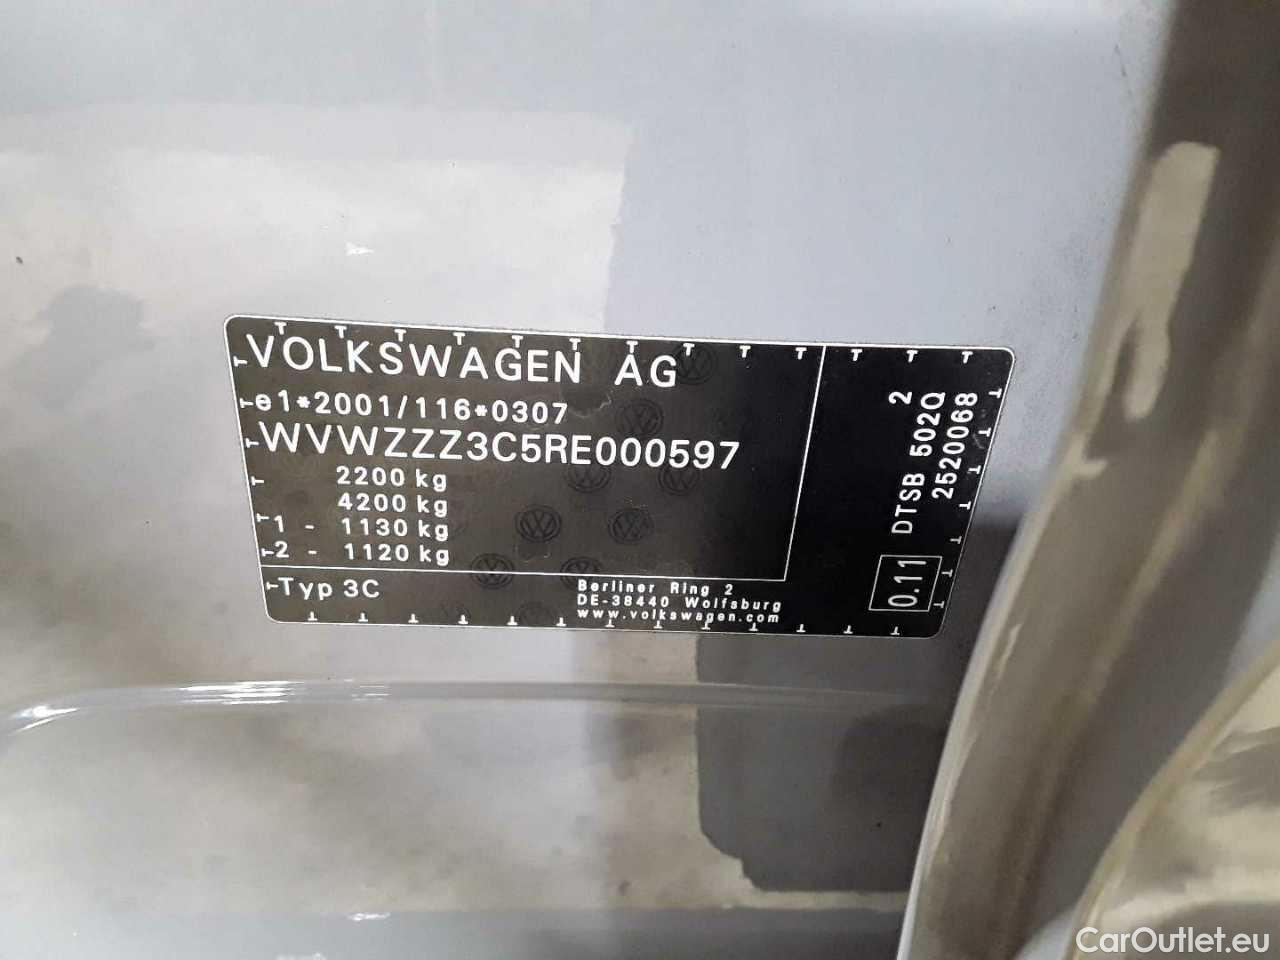 VOLKSWAGEN AG
e1*2001/116*0307
WVWZZZ3C5RE000597
2200 kg
4200 kg
1 - 1130 kg
2 - 1120 kg
Typ 3C
Berliner Ring 2
DE-38440 Wolfsburg
www.volkswagen.com
2
DTSB 502Q
2520068
0.11
CarOutlet.eu